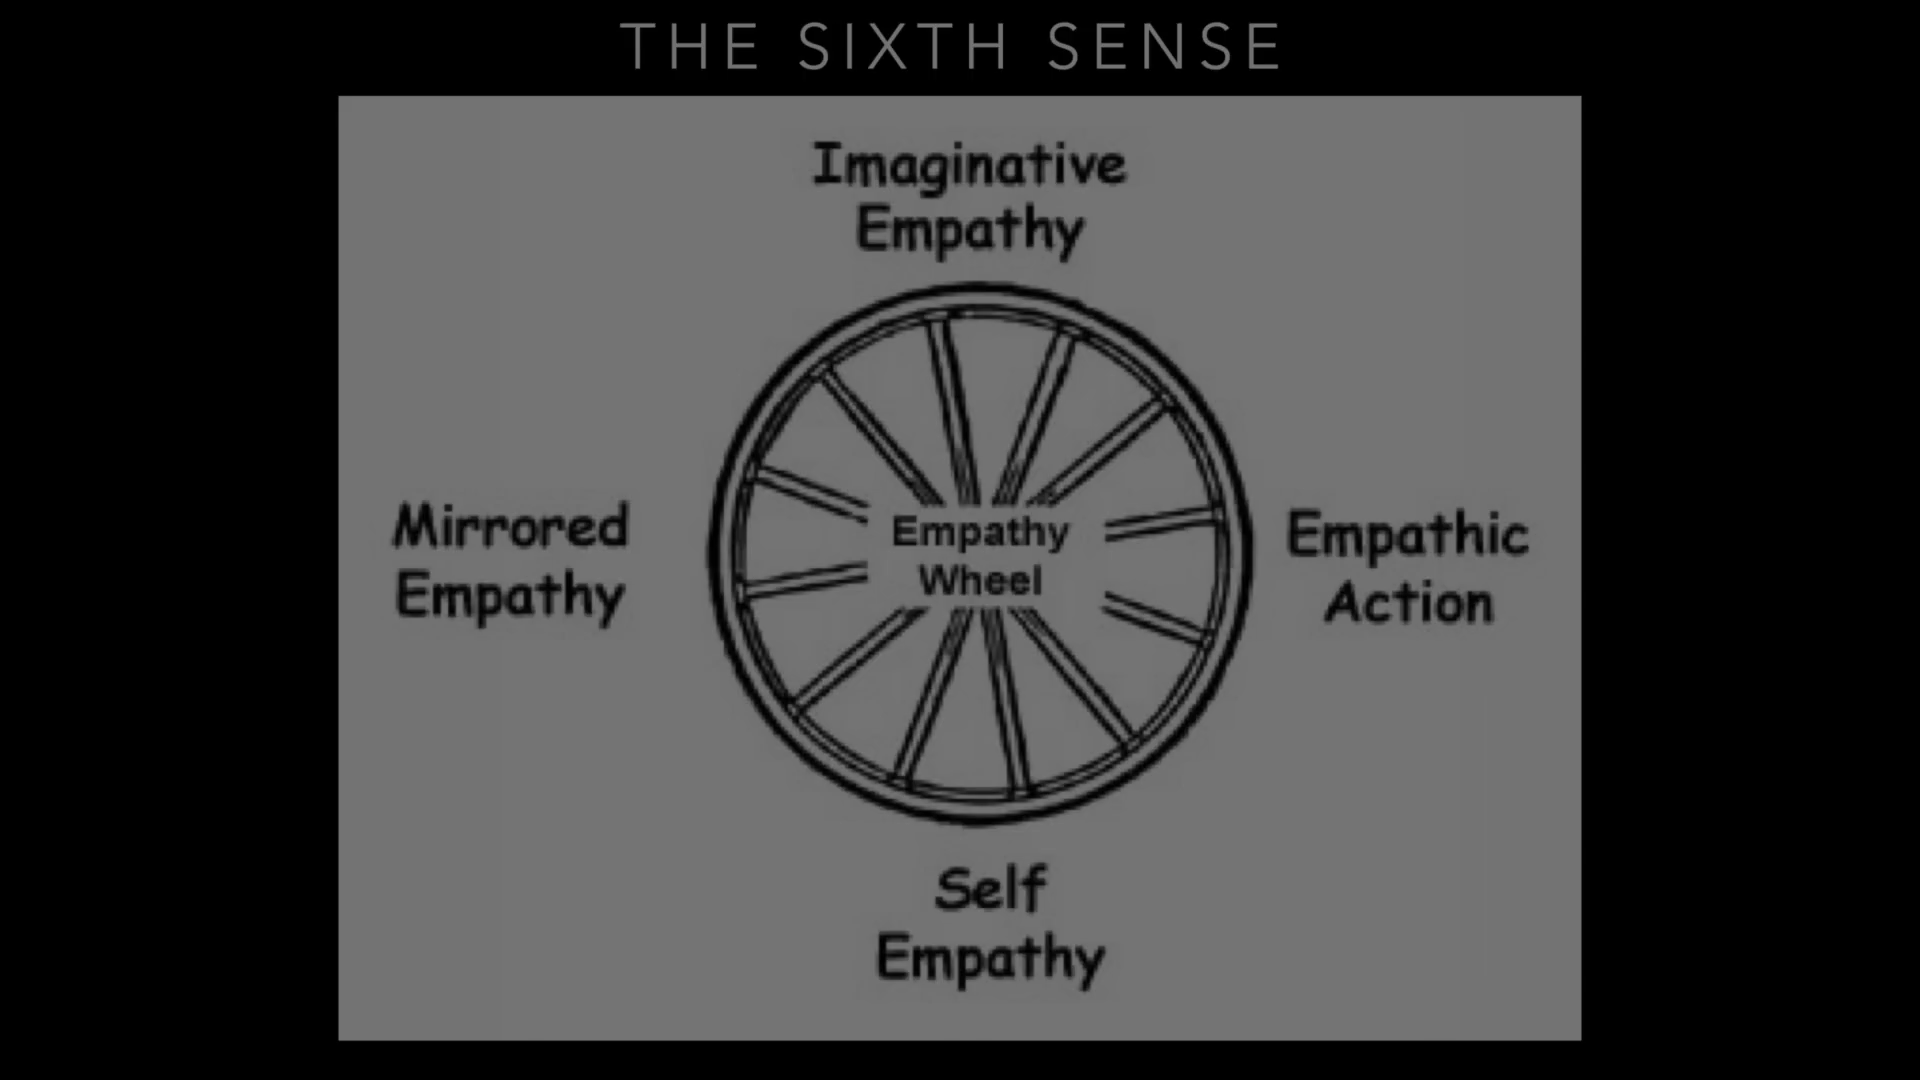 THE SIXTH SENSE
Imaginative
Empathy
Mirrored
Empathy
Empathy
Wheel
Empathic
Action
Self
Empathy